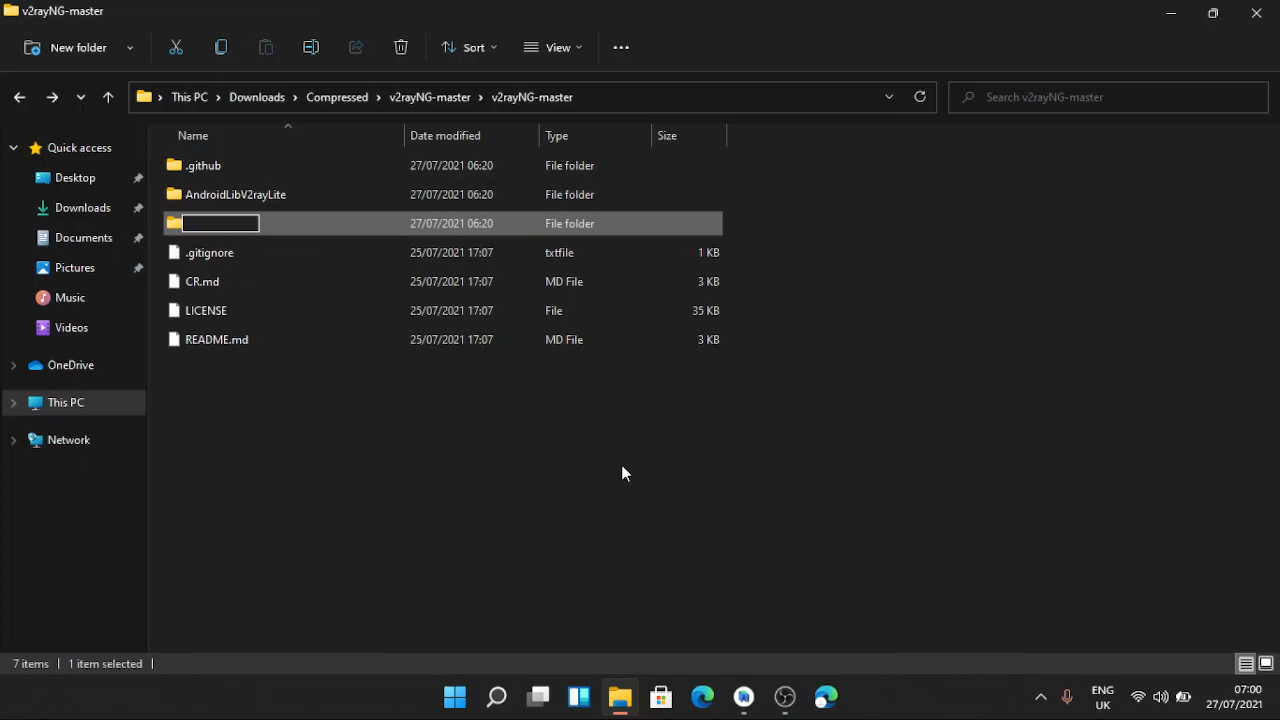 v2rayNG-master
New folder
Sort
View
This PC > Downloads > Compressed > v2rayNG-master > v2rayNG-master
Search v2rayNG-master
Name Date modified Type Size
Quick access
Desktop
Downloads
Documents
Pictures
Music
Videos
OneDrive
This PC
Network
.github 27/07/2021 06:20 File folder
AndroidLibV2rayLite 27/07/2021 06:20 File folder
27/07/2021 06:20 File folder
.gitignore 25/07/2021 17:07 txtfile 1 KB
CR.md 25/07/2021 17:07 MD File 3 KB
LICENSE 25/07/2021 17:07 File 35 KB
README.md 25/07/2021 17:07 MD File 3 KB
7 items 1 item selected
ENG
UK
07:00
27/07/2021